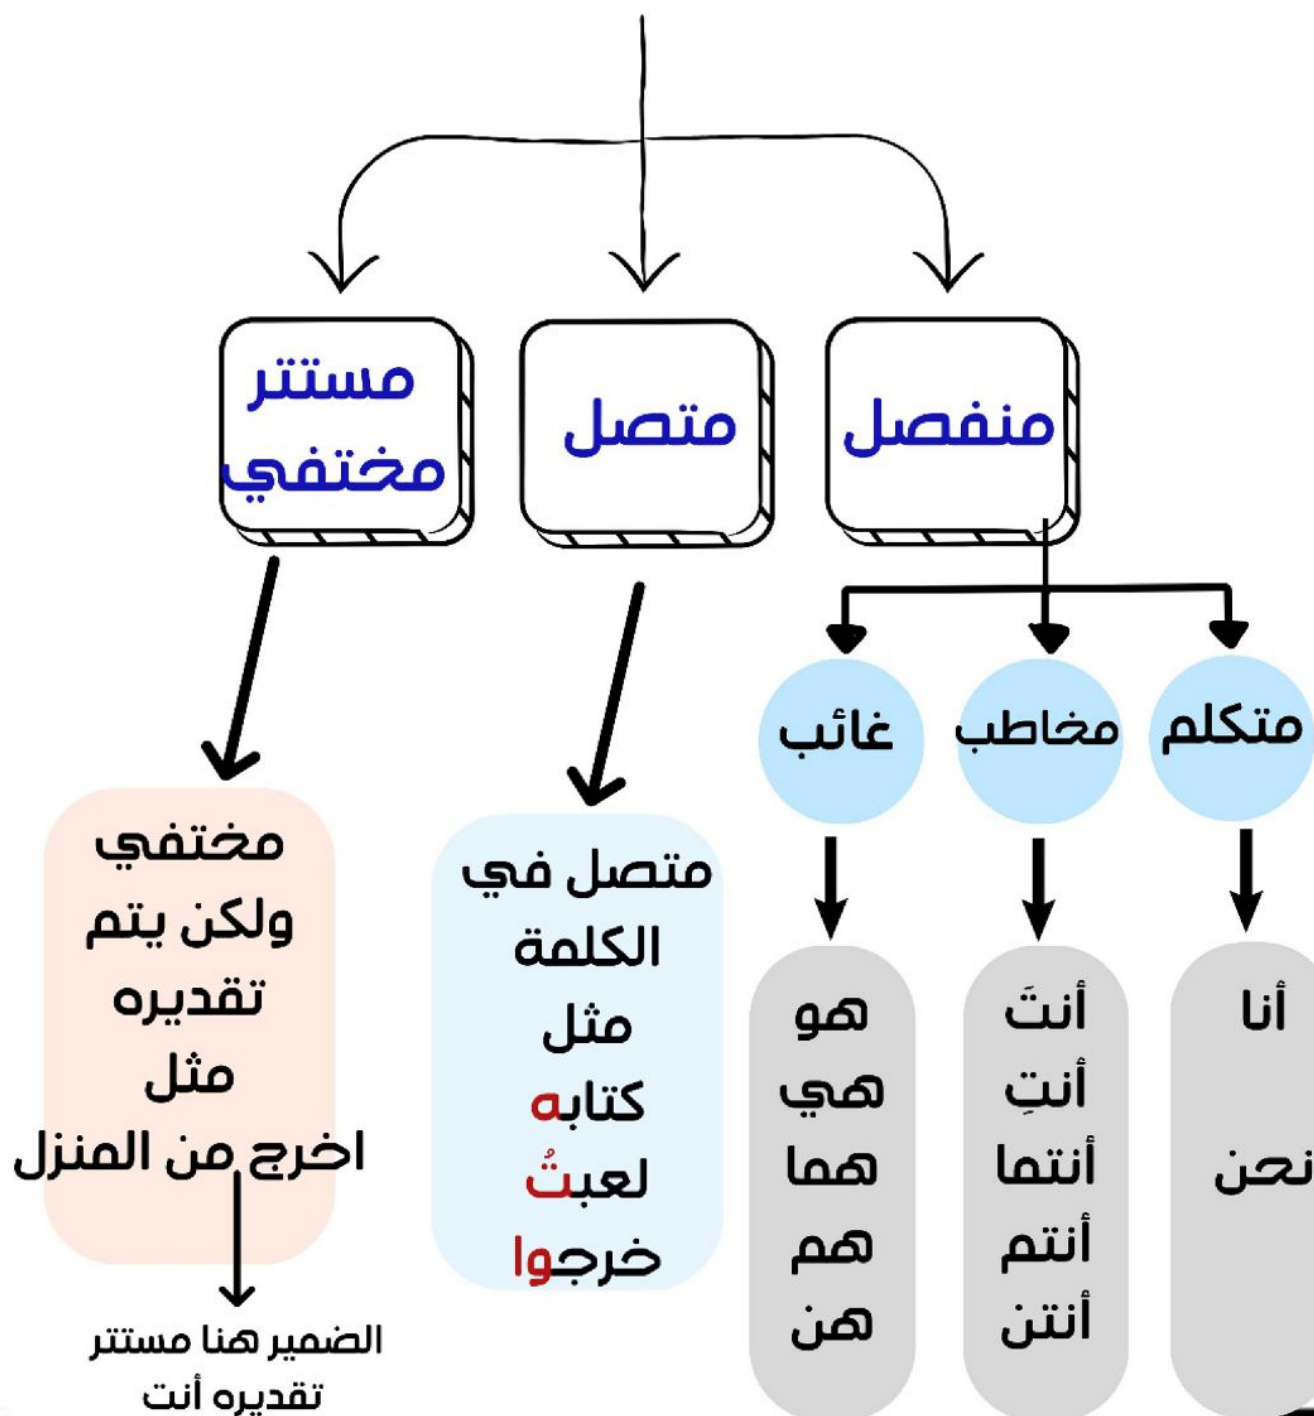 منفصل
متصل
مستتر
مختفي
متكلم
مخاطب
غائب
أنا
نحن
أنتَ
أنتِ
أنتما
أنتم
أنتن
هو
هي
هما
هم
هن
متصل في
الكلمة
مثل
كتابه
لعبتُ
خرجوا
مختفي
ولكن يتم
تقديره
مثل
اخرج من المنزل
الضمير هنا مستتر
تقديره أنت